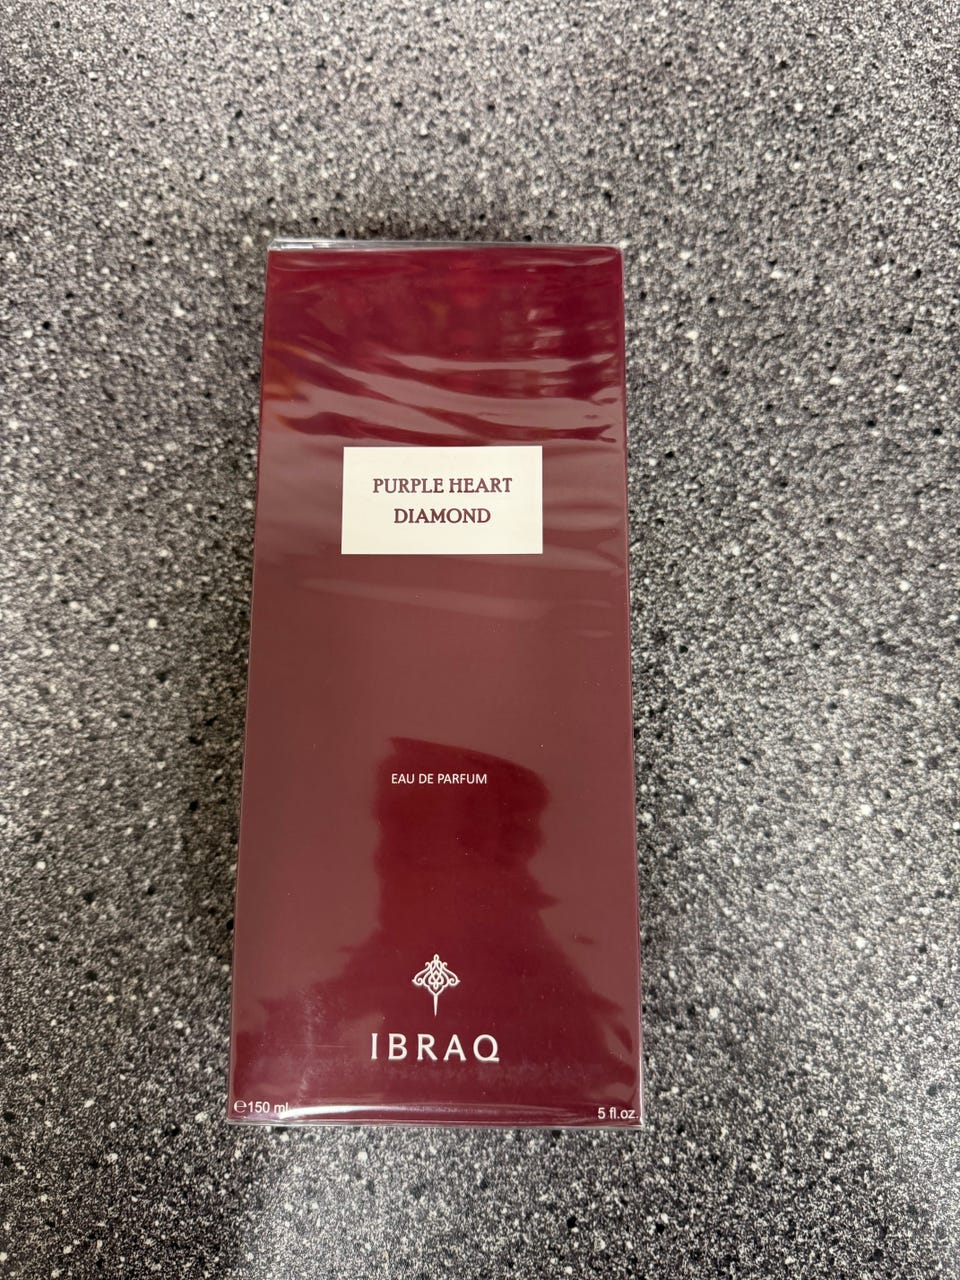 PURPLE HEART
DIAMOND
EAU DE PARFUM
IBRAQ
℮150 ml
5 fl.oz.